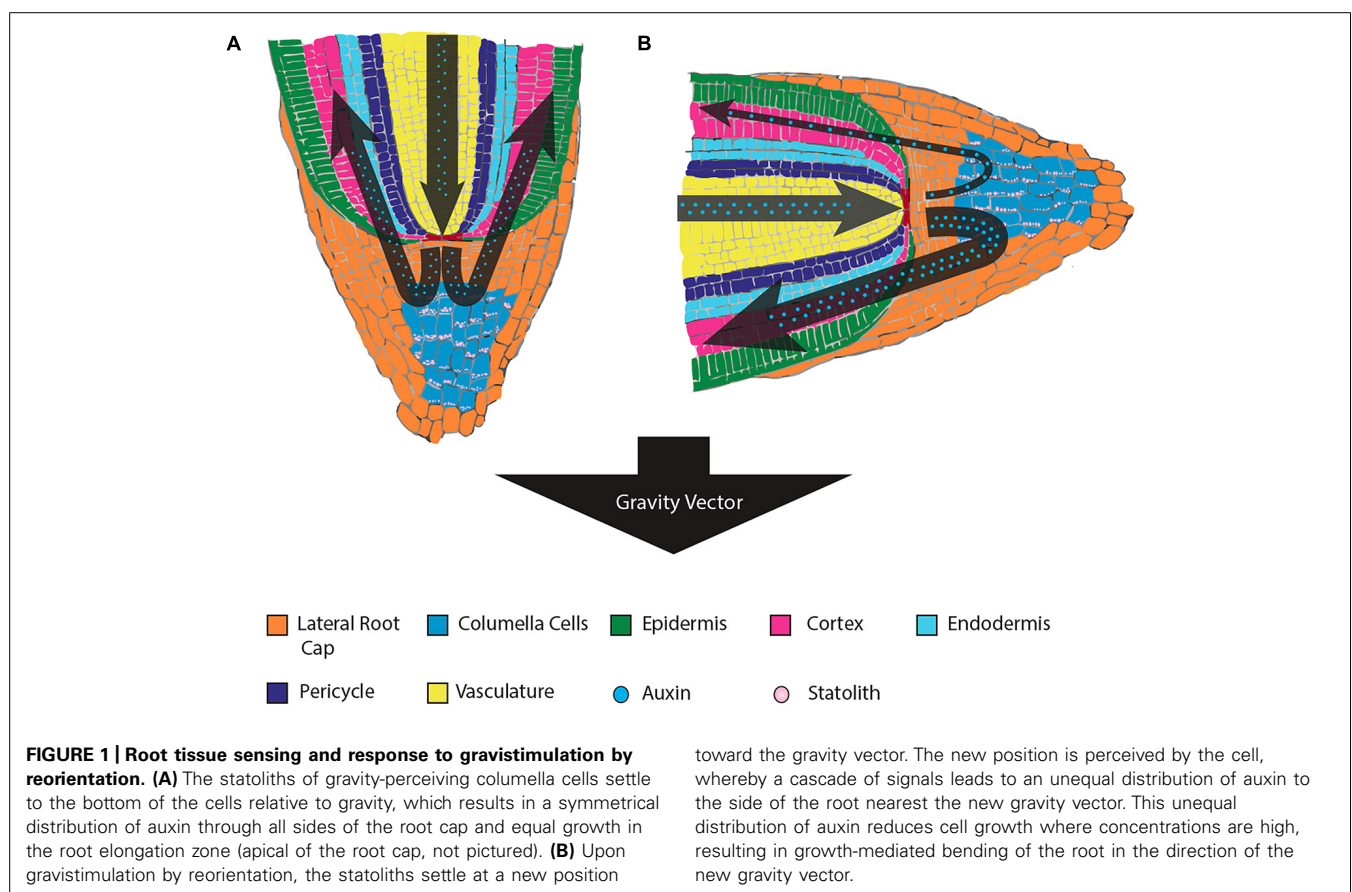 A
B
Gravity Vector
Lateral Root
Cap
Columella Cells
Epidermis
Cortex
Endodermis
Pericycle
Vasculature
Auxin
Statolith
FIGURE 1 | Root tissue sensing and response to gravistimulation by
reorientation. (A) The statoliths of gravity-perceiving columella cells settle
to the bottom of the cells relative to gravity, which results in a symmetrical
distribution of auxin through all sides of the root cap and equal growth in
the root elongation zone (apical of the root cap, not pictured). (B) Upon
gravistimulation by reorientation, the statoliths settle at a new position
toward the gravity vector. The new position is perceived by the cell,
whereby a cascade of signals leads to an unequal distribution of auxin to
the side of the root nearest the new gravity vector. This unequal
distribution of auxin reduces cell growth where concentrations are high,
resulting in growth-mediated bending of the root in the direction of the
new gravity vector.